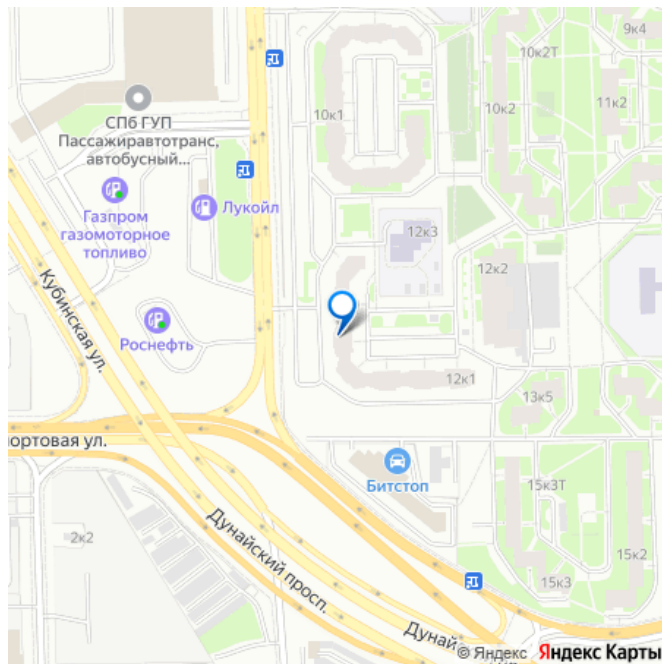 9к4
10к2Т
10к1
10к2
11к2
СПб ГУП
Пассажиравтотранс,
автобусный...
Газпром
газомоторное
топливо
Лукойл
12к3
12к2
Кубинская ул.
Роснефть
12к1
13к5
портовая ул.
Битстоп
15к3Т
2к2
Дунайский просп.
15к2
15к3
Дунай
© Яндекс Яндекс Карты